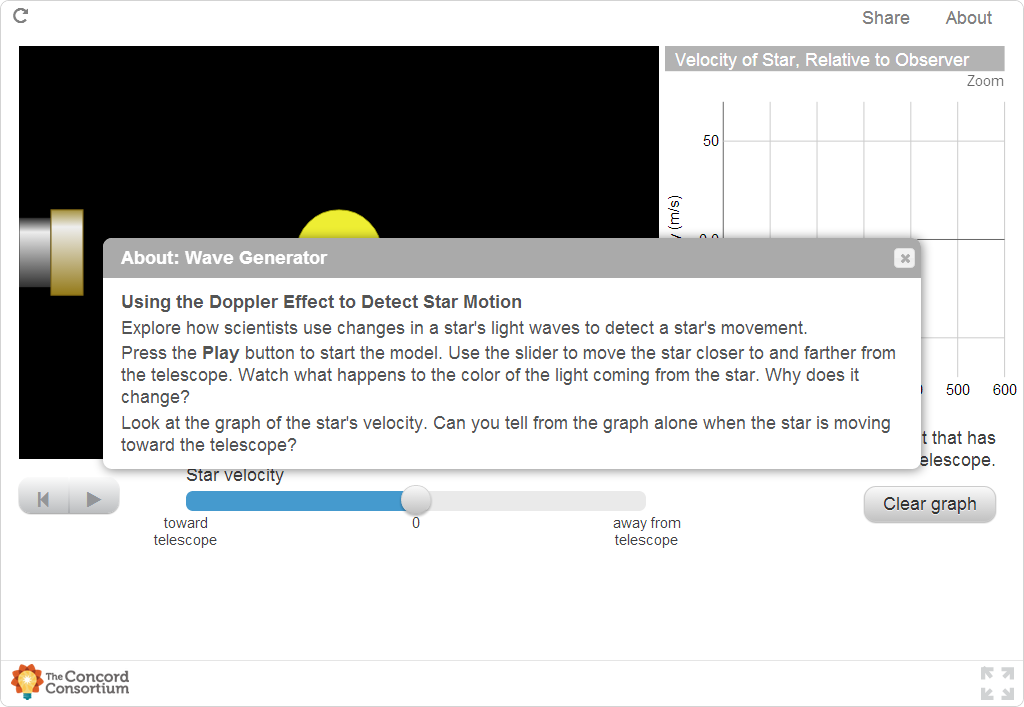 Share
About
Velocity of Star, Relative to Observer
Zoom
50
(m/s)
About: Wave Generator
Using the Doppler Effect to Detect Star Motion
Explore how scientists use changes in a star's light waves to detect a star's movement.
Press the Play button to start the model. Use the slider to move the star closer to and farther from
the telescope. Watch what happens to the color of the light coming from the star. Why does it
change?
Look at the graph of the star's velocity. Can you tell from the graph alone when the star is moving
toward the telescope?
500
600
that has
telescope.
Star velocity
toward
telescope
0
away from
telescope
Clear graph
The Concord
Consortium